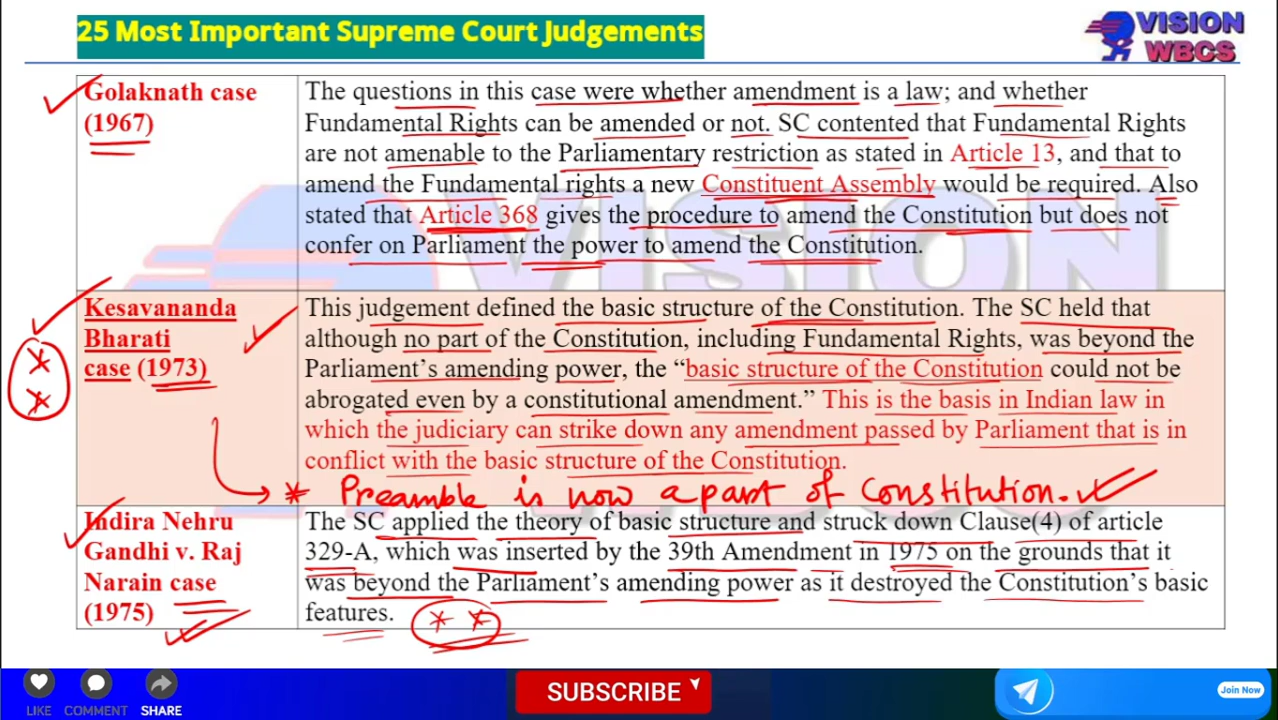 25 Most Important Supreme Court Judgements
VISION
WBCS
Golaknath case
(1967)
The questions in this case were whether amendment is a law; and whether
Fundamental Rights can be amended or not. SC contented that Fundamental Rights
are not amenable to the Parliamentary restriction as stated in Article 13, and that to
amend the Fundamental rights a new Constituent Assembly would be required. Also
stated that Article 368 gives the procedure to amend the Constitution but does not
confer on Parliament the power to amend the Constitution.
Kesavananda
Bharati
case (1973)
This judgement defined the basic structure of the Constitution. The SC held that
although no part of the Constitution, including Fundamental Rights, was beyond the
Parliament's amending power, the “basic structure of the Constitution could not be
abrogated even by a constitutional amendment.” This is the basis in Indian law in
which the judiciary can strike down any amendment passed by Parliament that is in
conflict with the basic structure of the Constitution.
* Preamble is now a part of Constitution.
Indira Nehru
Gandhi v. Raj
Narain case
(1975)
The SC applied the theory of basic structure and struck down Clause(4) of article
329-A, which was inserted by the 39th Amendment in 1975 on the grounds that it
was beyond the Parliament's amending power as it destroyed the Constitution's basic
features.
VISION
LIKE COMMENT SHARE
SUBSCRIBE
Join Now